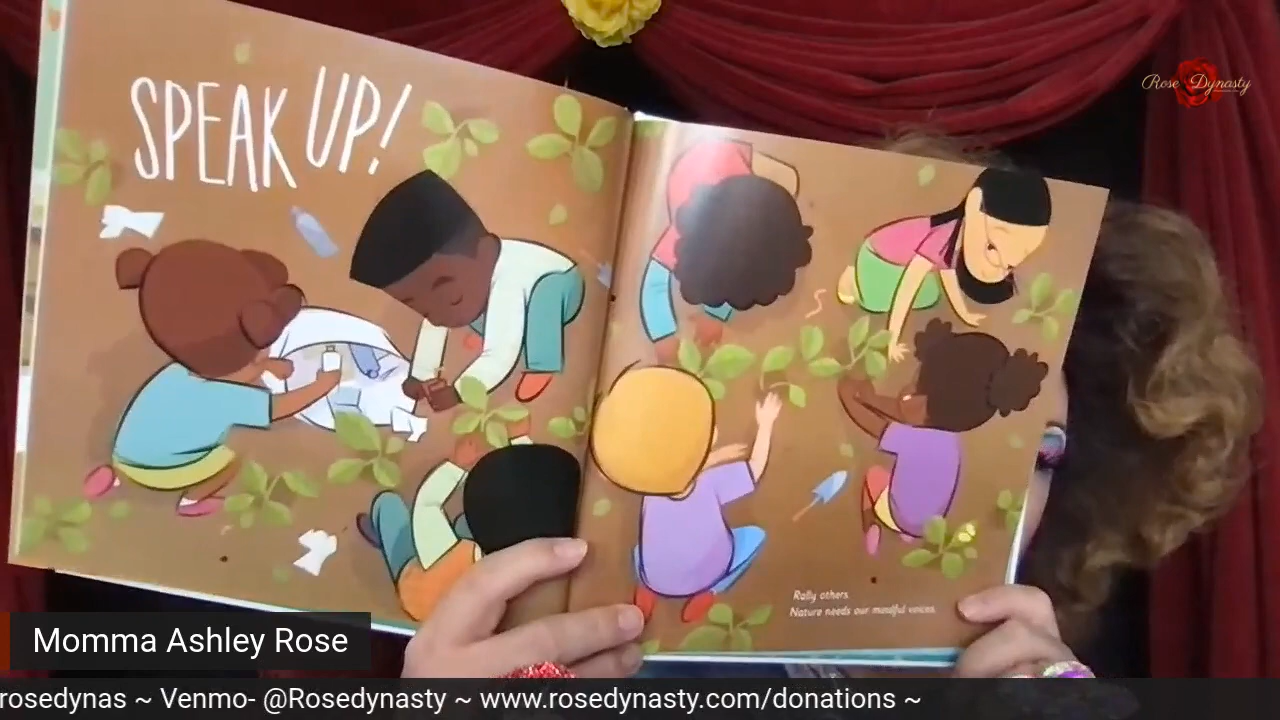 SPEAK UP!
Rose Dynasty
Rally others.
Nature needs our mindful voices.
Momma Ashley Rose
rosedynas ~ Venmo- @Rosedynasty ~ www.rosedynasty.com/donations ~